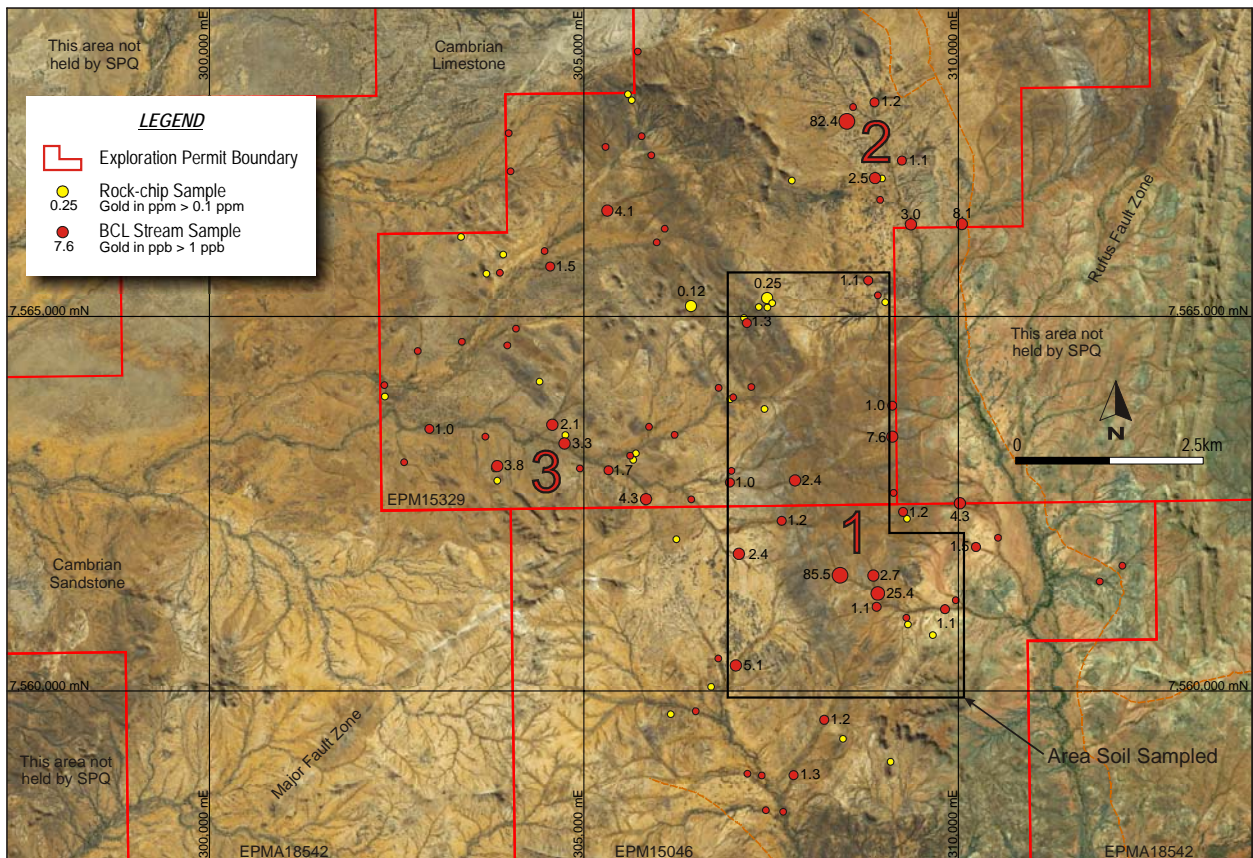 This area not
held by SPQ
300,000 mE
Cambrian
Limestone
305,000 mE
310,000 mE
LEGEND
Exploration Permit Boundary
Rock-chip Sample
0.25
Gold in ppm > 0.1 ppm
BCL Stream Sample
7.6
Gold in ppb > 1 ppb
1.2
82.4
2
1.1
2.5
4.1
3.0
8.1
Rufus Fault Zone
1.5
1.1
0.12
0.25
7,565,000 mN
1.3
This area not
held by SPQ
N
0
2.5km
1.0
2.1
1.0
3.3
7.6
3.8
3
1.7
1.0
2.4
EPM15329
4.3
4.3
1.2
1.2
1
1.5
2.4
Cambrian
Sandstone
85.5
2.7
25.4
1.1
1.1
5.1
7,560,000 mN
1.2
Major Fault Zone
Area Soil Sampled
This area not
held by SPQ
1.3
300,000 mE
305,000 mE
310,000 mE
EPMA18542
EPM15046
EPMA18542